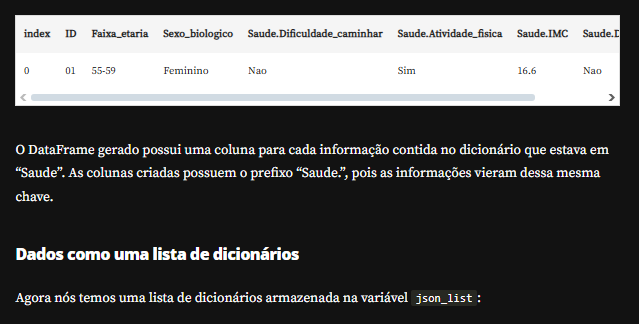 index ID Faixa_etaria Sexo_biologico Saude.Dificuldade_caminhar Saude.Atividade_fisica Saude.IMC
0 01 55-59 Feminino Nao Sim 16.6 Nao
O DataFrame gerado possui uma coluna para cada informação contida no dicionário que estava em
“Saude”. As colunas criadas possuem o prefixo “Saude.”, pois as informações vieram dessa mesma
chave.
Dados como uma lista de dicionários
Agora nós temos uma lista de dicionários armazenada na variável json_list: